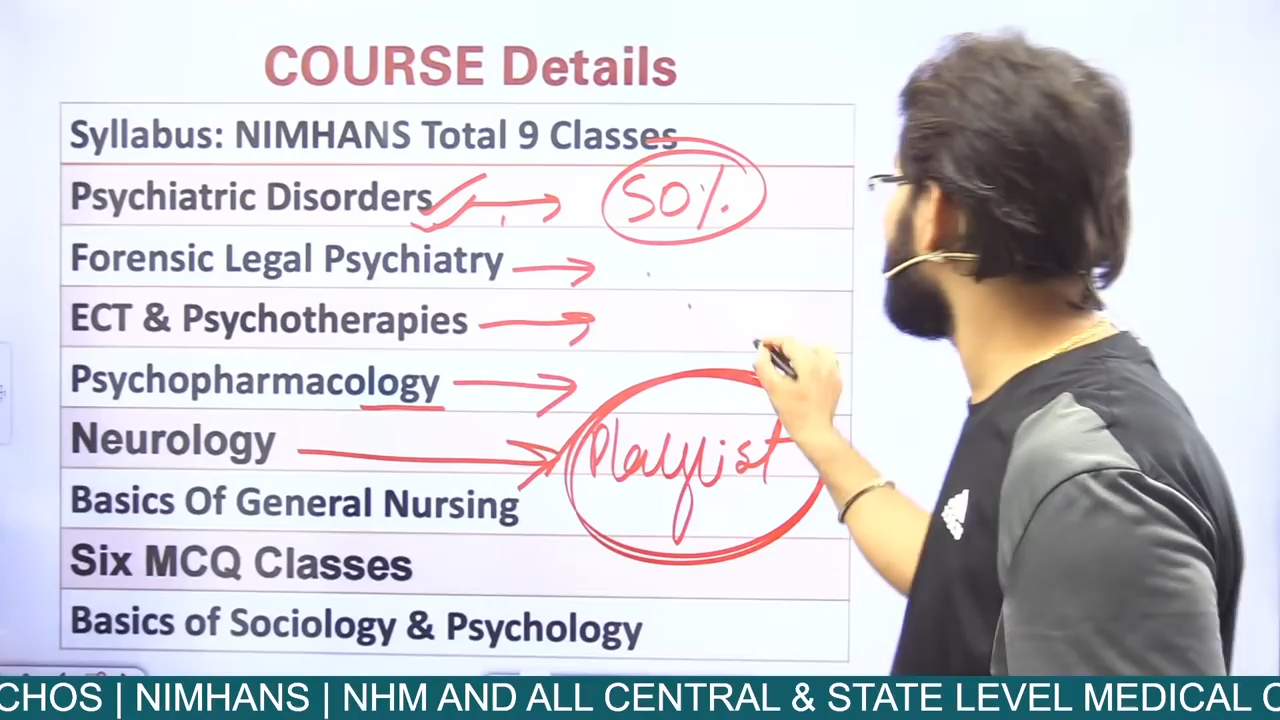 COURSE Details
Syllabus: NIMHANS Total 9 Classes
Psychiatric Disorders 50%
Forensic Legal Psychiatry
ECT & Psychotherapies
Psychopharmacology
Neurology Playlist
Basics Of General Nursing
Six MCQ Classes
Basics of Sociology & Psychology
CHOS | NIMHANS | NHM AND ALL CENTRAL & STATE LEVEL MEDICAL